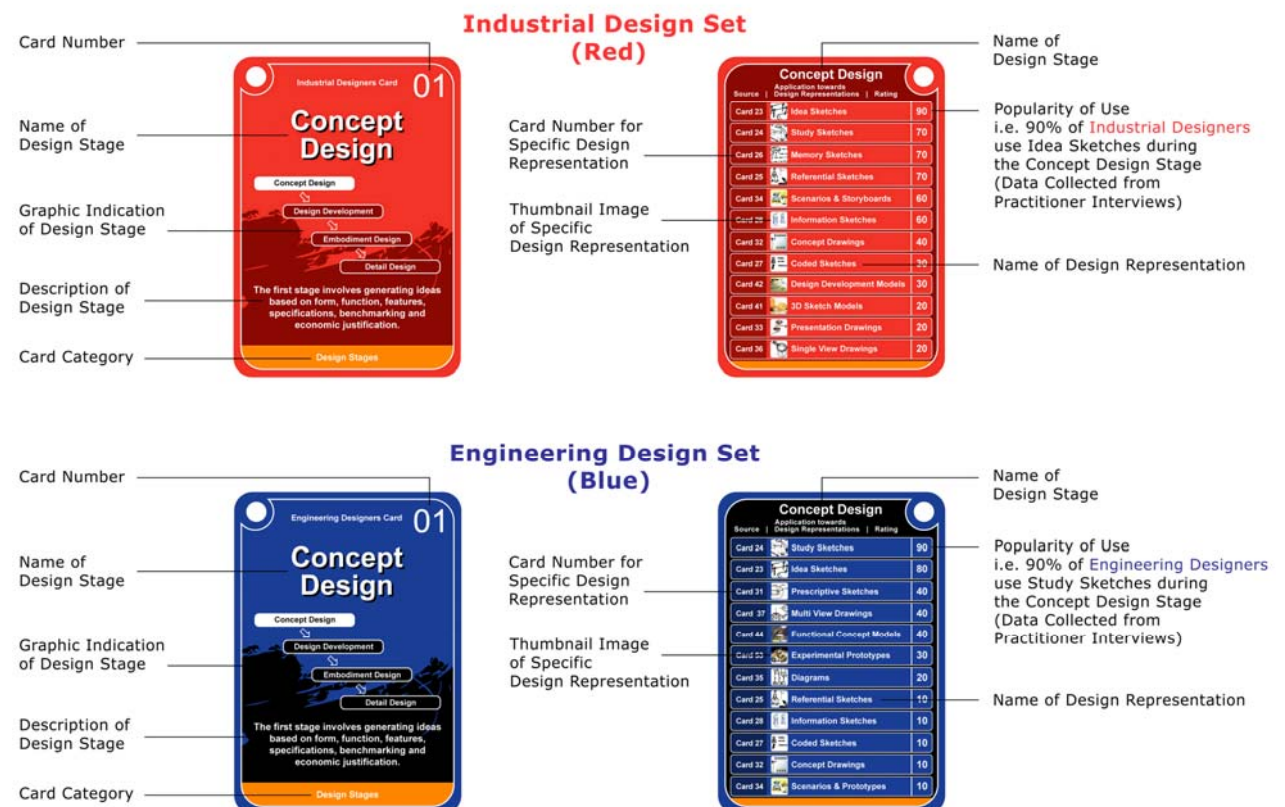 Industrial Design Set
(Red)
Card Number
Name of
Design Stage
Graphic Indication
of Design Stage
Description of
Design Stage
Card Category
Industrial Designers Card 01
Concept
Design
Concept Design
Design Development
Embodiment Design
Detail Design
The first stage involves generating ideas
based on form, function, features,
specifications, benchmarking and
economic justification.
Design Stages
Card Number for
Specific Design
Representation
Thumbnail Image
of Specific
Design Representation
Concept Design
Application towards
Source | Design Representations | Rating
Card 23 Idea Sketches 90
Card 24 Study Sketches 70
Card 26 Memory Sketches 70
Card 25 Referential Sketches 70
Card 34 Scenarios & Storyboards 60
Card 28 Information Sketches 60
Card 32 Concept Drawings 40
Card 27 Coded Sketches 30
Card 42 Design Development Models 30
Card 41 3D Sketch Models 20
Card 33 Presentation Drawings 20
Card 36 Single View Drawings 20
Name of
Design Stage
Popularity of Use
i.e. 90% of Industrial Designers
use Idea Sketches during
the Concept Design Stage
(Data Collected from
Practitioner Interviews)
Name of Design Representation
Engineering Design Set
(Blue)
Card Number
Name of
Design Stage
Graphic Indication
of Design Stage
Description of
Design Stage
Card Category
Engineering Designers Card 01
Concept
Design
Concept Design
Design Development
Embodiment Design
Detail Design
The first stage involves generating ideas
based on form, function, features,
specifications, benchmarking and
economic justification.
Design Stages
Card Number for
Specific Design
Representation
Thumbnail Image
of Specific
Design Representation
Concept Design
Application towards
Source | Design Representations | Rating
Card 24 Study Sketches 90
Card 23 Idea Sketches 80
Card 31 Prescriptive Sketches 40
Card 37 Multi View Drawings 40
Card 44 Functional Concept Models 40
Card 53 Experimental Prototypes 30
Card 35 Diagrams 20
Card 25 Referential Sketches 10
Card 28 Information Sketches 10
Card 27 Coded Sketches 10
Card 32 Concept Drawings 10
Card 34 Scenarios & Prototypes 10
Name of
Design Stage
Popularity of Use
i.e. 90% of Engineering Designers
use Study Sketches during
the Concept Design Stage
(Data Collected from
Practitioner Interviews)
Name of Design Representation